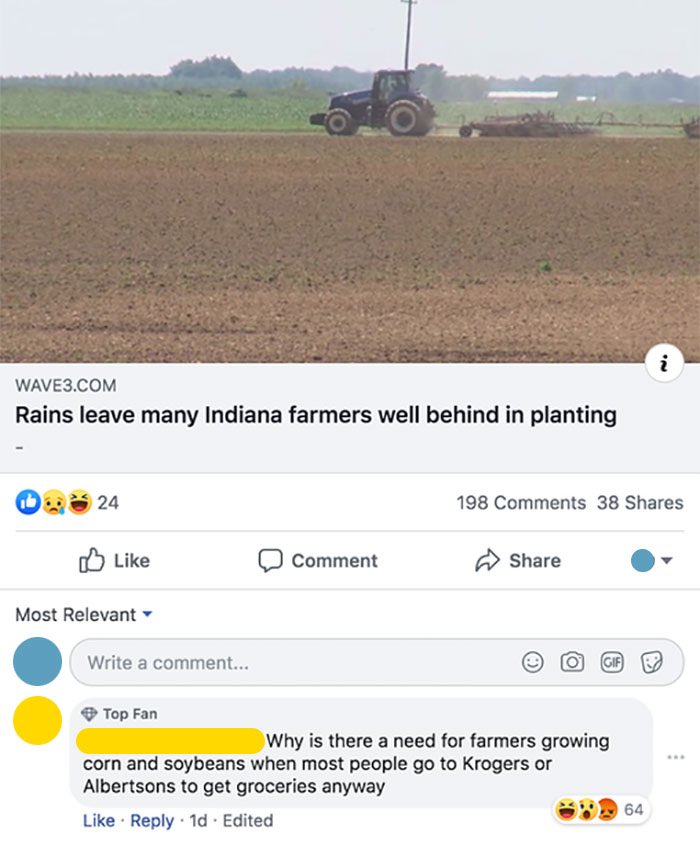 WAVE3.COM
Rains leave many Indiana farmers well behind in planting
-
24
198 Comments 38 Shares
Like
Comment
Share
Most Relevant
Write a comment...
GIF
Top Fan
Why is there a need for farmers growing
corn and soybeans when most people go to Krogers or
Albertsons to get groceries anyway
64
Like · Reply · 1d · Edited